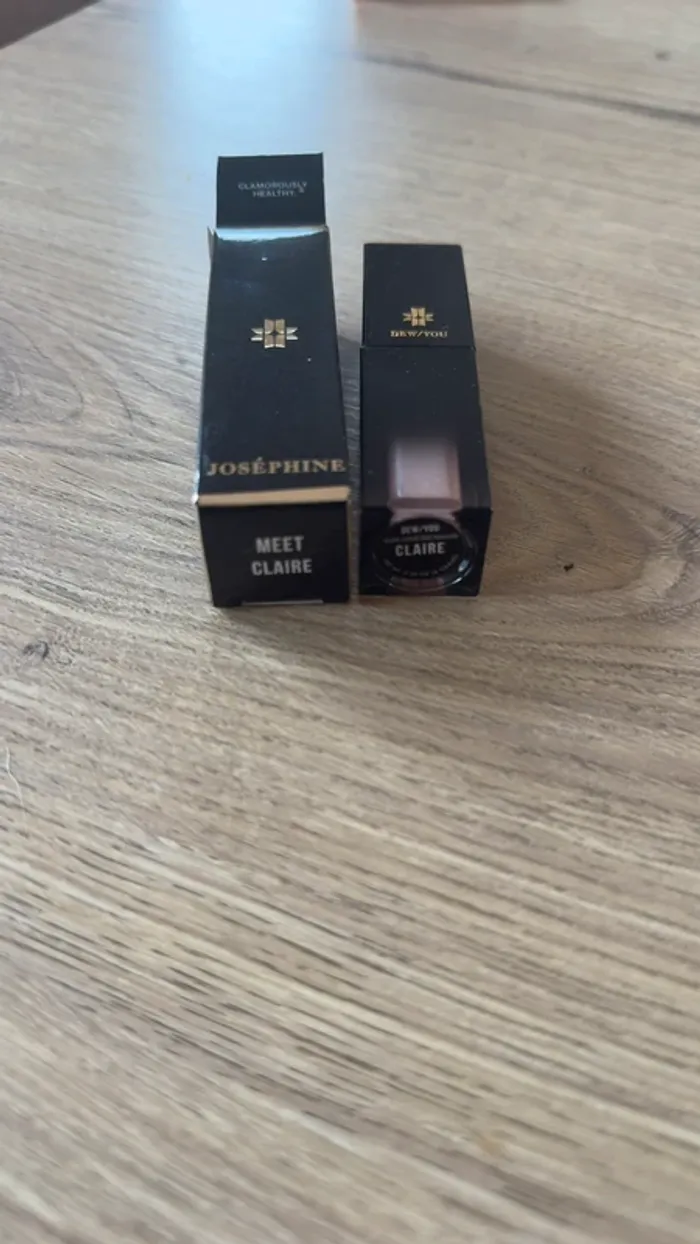 GLAMOROUSLY
HEALTHY
JOSÉPHINE
MEET
CLAIRE
DEW/YOU
DEW/YOU
CLAIRE